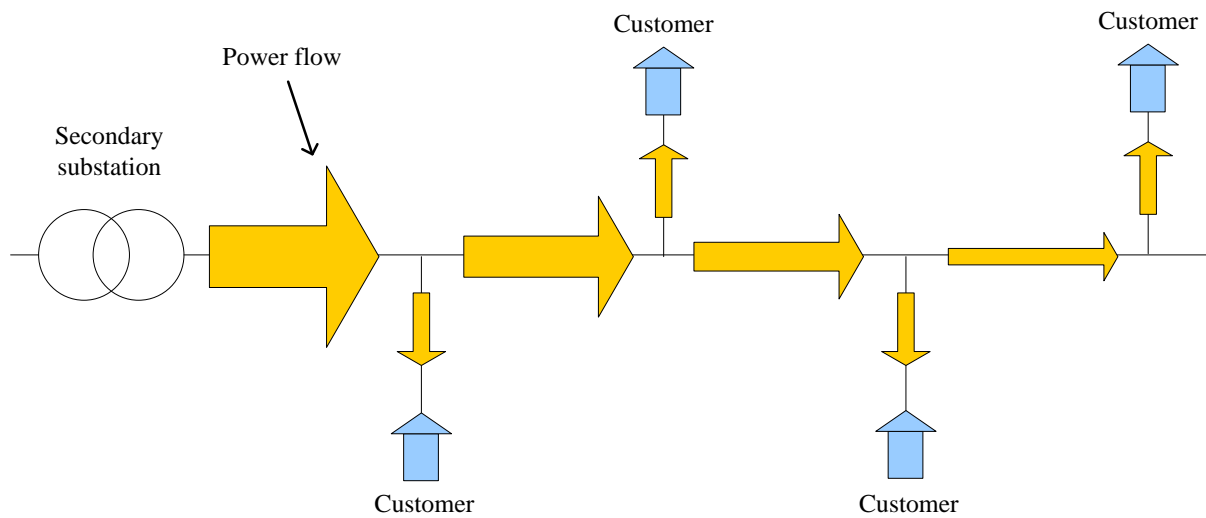 Customer
Customer
Power flow
Secondary
substation
Customer
Customer